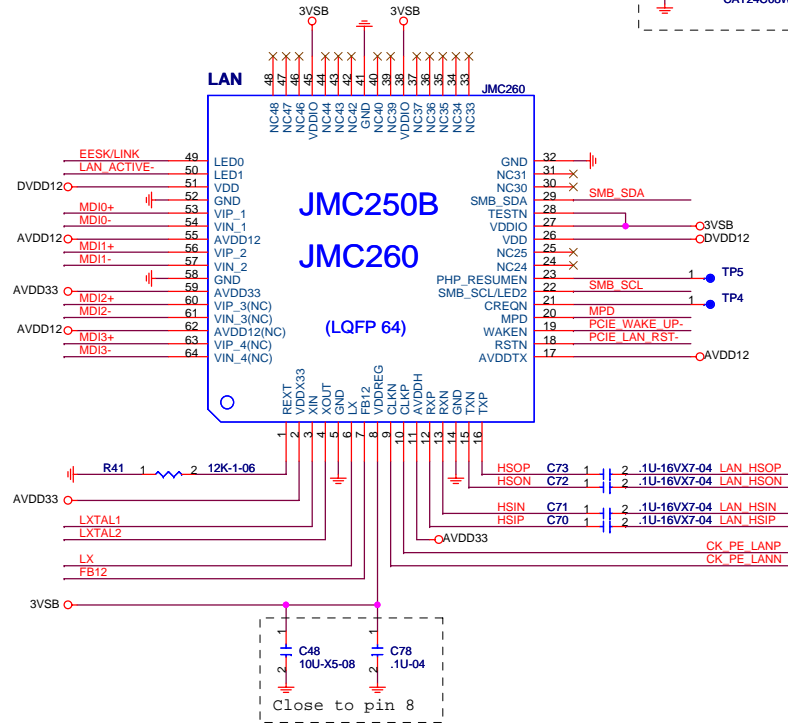 3VSB
3VSB
LAN
JMC260
48 47 46 45 44 43 42 41 40 39 38 37 36 35 34 33
NC48 NC47 NC46 VDDIO NC44 NC43 NC42 GND NC40 NC39 VDDIO NC37 NC36 NC35 NC34 NC33
EESK/LINK 49 LED0
LAN_ACTIVE- 50 LED1
DVDD12 51 VDD
52 GND
MDI0+ 53 VIP_1
MDI0- 54 VIN_1
AVDD12 55 AVDD12
MDI1+ 56 VIP_2
MDI1- 57 VIN_2
58 GND
AVDD33 59 AVDD33
MDI2+ 60 VIP_3(NC)
MDI2- 61 VIN_3(NC)
AVDD12 62 AVDD12(NC)
MDI3+ 63 VIP_4(NC)
MDI3- 64 VIN_4(NC)
JMC250B
JMC260
(LQFP 64)
GND 32
NC31 31
NC30 30
SMB_SDA 29 SMB_SDA
TESTN 28
VDDIO 27 3VSB
VDD 26 DVDD12
NC25 25
NC24 24
PHP_RESUMEN 23 1 TP5
SMB_SCL/LED2 22 SMB_SCL
CREQN 21 1 TP4
MPD 20 MPD
WAKEN 19 PCIE_WAKE_UP-
RSTN 18 PCIE_LAN_RST-
AVDDTX 17 AVDD12
REXT VDDX33 XIN XOUT GND LX FB12 VDDREG CLKN CLKP AVDDH RXP RXN GND TXN TXP
1 2 3 4 5 6 7 8 9 10 11 12 13 14 15 16
R41 1 2 12K-1-06
AVDD33
LXTAL1
LXTAL2
LX
FB12
3VSB
HSOP C73 1 2 .1U-16VX7-04 LAN_HSOP
HSON C72 1 2 .1U-16VX7-04 LAN_HSON
HSIN C71 1 2 .1U-16VX7-04 LAN_HSIN
HSIP C70 1 2 .1U-16VX7-04 LAN_HSIP
AVDD33
CK_PE_LANP
CK_PE_LANN
1 2 C48
10U-X5-08
1 2 C78
.1U-04
Close to pin 8